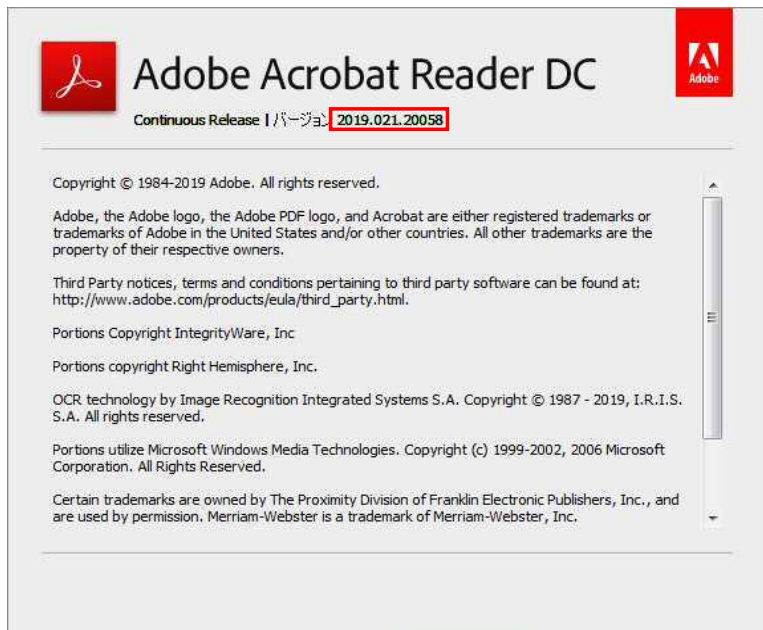 Adobe Acrobat Reader DC
Adobe
Continuous Release | バージョン 2019.021.20058
Copyright © 1984-2019 Adobe. All rights reserved.
Adobe, the Adobe logo, the Adobe PDF logo, and Acrobat are either registered trademarks or
trademarks of Adobe in the United States and/or other countries. All other trademarks are the
property of their respective owners.
Third Party notices, terms and conditions pertaining to third party software can be found at:
http://www.adobe.com/products/eula/third_party.html.
Portions Copyright IntegrityWare, Inc
Portions copyright Right Hemisphere, Inc.
OCR technology by Image Recognition Integrated Systems S.A. Copyright © 1987 - 2019, I.R.I.S.
S.A. All rights reserved.
Portions utilize Microsoft Windows Media Technologies. Copyright (c) 1999-2002, 2006 Microsoft
Corporation. All Rights Reserved.
Certain trademarks are owned by The Proximity Division of Franklin Electronic Publishers, Inc., and
are used by permission. Merriam-Webster is a trademark of Merriam-Webster, Inc.